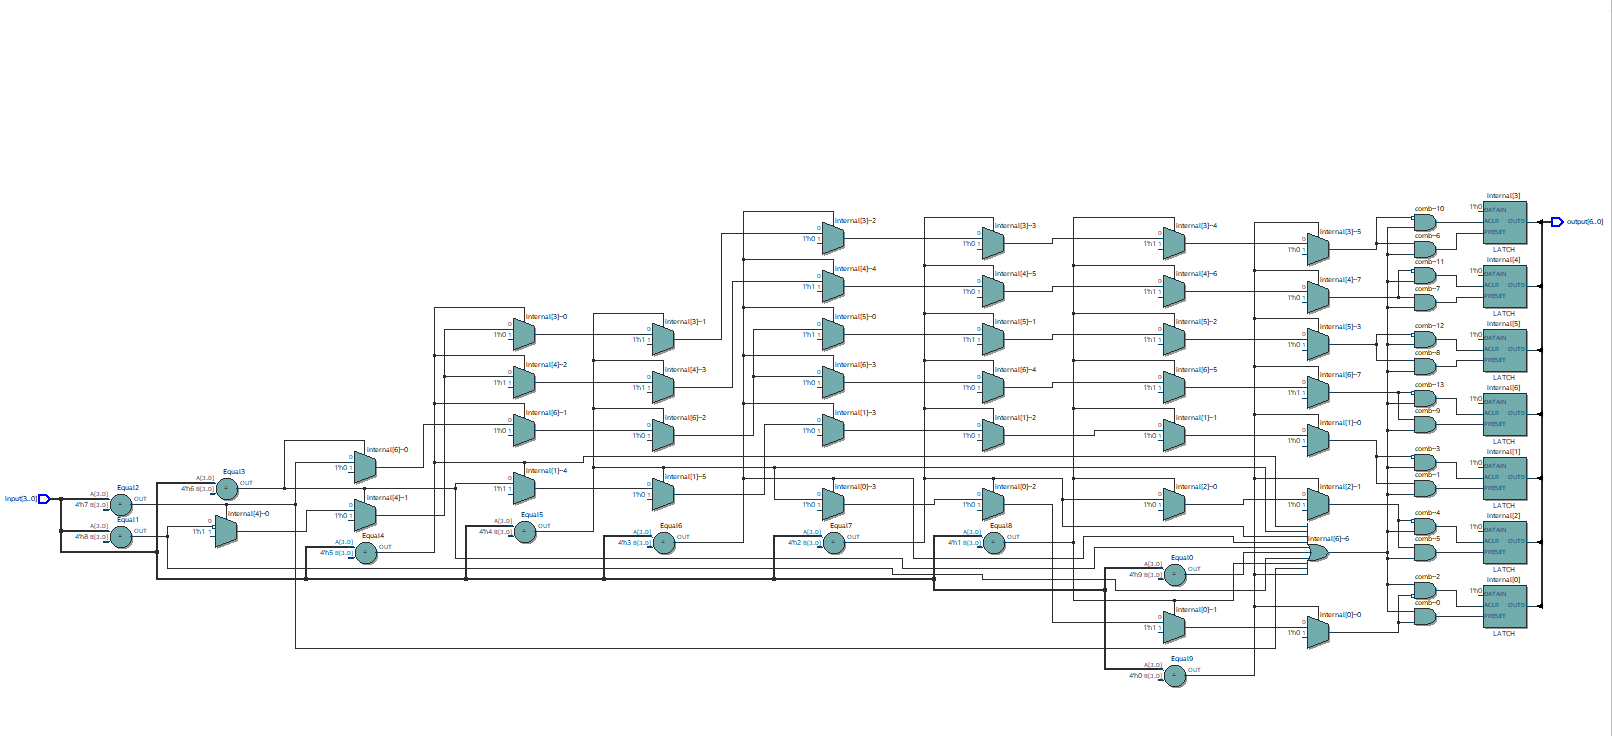 input[3..0]
Equal2
A[3..0]
OUT
4'h7 B[3..0]
=
Equal1
A[3..0]
OUT
4'h8 B[3..0]
=
Equal3
A[3..0]
OUT
4'h6 B[3..0]
=
internal[4]~0
0
1'h1 1
internal[6]~0
0
1'h0 1
internal[4]~1
0
1'h0 1
Equal4
A[3..0]
OUT
4'h5 B[3..0]
=
internal[3]~0
0
1'h0 1
internal[4]~2
0
1'h1 1
internal[6]~1
0
1'h0 1
internal[1]~4
0
1'h1 1
Equal5
A[3..0]
OUT
4'h4 B[3..0]
=
internal[3]~1
0
1'h1 1
internal[4]~3
0
1'h0 1
internal[6]~2
0
1'h0 1
internal[1]~5
0
1'h0 1
Equal6
A[3..0]
OUT
4'h3 B[3..0]
=
internal[3]~2
0
1'h0 1
internal[4]~4
0
1'h1 1
internal[5]~0
0
1'h1 1
internal[6]~3
0
1'h0 1
internal[1]~3
0
1'h0 1
internal[0]~3
0
1'h0 1
Equal7
A[3..0]
OUT
4'h2 B[3..0]
=
internal[3]~3
0
1'h0 1
internal[4]~5
0
1'h0 1
internal[5]~1
0
1'h1 1
internal[6]~4
0
1'h0 1
internal[1]~2
0
1'h0 1
internal[0]~2
0
1'h0 1
Equal8
A[3..0]
OUT
4'h1 B[3..0]
=
internal[3]~4
0
1'h1 1
internal[4]~6
0
1'h1 1
internal[5]~2
0
1'h1 1
internal[6]~5
0
1'h1 1
internal[1]~1
0
1'h0 1
internal[2]~0
0
1'h0 1
Equal0
A[3..0]
OUT
4'h9 B[3..0]
=
internal[0]~1
0
1'h1 1
Equal9
A[3..0]
OUT
4'h0 B[3..0]
=
internal[3]~5
0
1'h0 1
internal[4]~7
0
1'h0 1
internal[5]~3
0
1'h0 1
internal[6]~7
0
1'h1 1
internal[1]~0
0
1'h0 1
internal[2]~1
0
1'h0 1
internal[6]~6
internal[0]~0
0
1'h0 1
comb~10
comb~6
comb~11
comb~7
comb~12
comb~8
comb~13
comb~9
comb~3
comb~1
comb~4
comb~5
comb~2
comb~0
internal[3]
1'h0 DATAIN
ACLR OUT0
PRESET
LATCH
internal[4]
1'h0 DATAIN
ACLR OUT0
PRESET
LATCH
internal[5]
1'h0 DATAIN
ACLR OUT0
PRESET
LATCH
internal[6]
1'h0 DATAIN
ACLR OUT0
PRESET
LATCH
internal[1]
1'h0 DATAIN
ACLR OUT0
PRESET
LATCH
internal[2]
1'h0 DATAIN
ACLR OUT0
PRESET
LATCH
internal[0]
1'h0 DATAIN
ACLR OUT0
PRESET
LATCH
output[6..0]